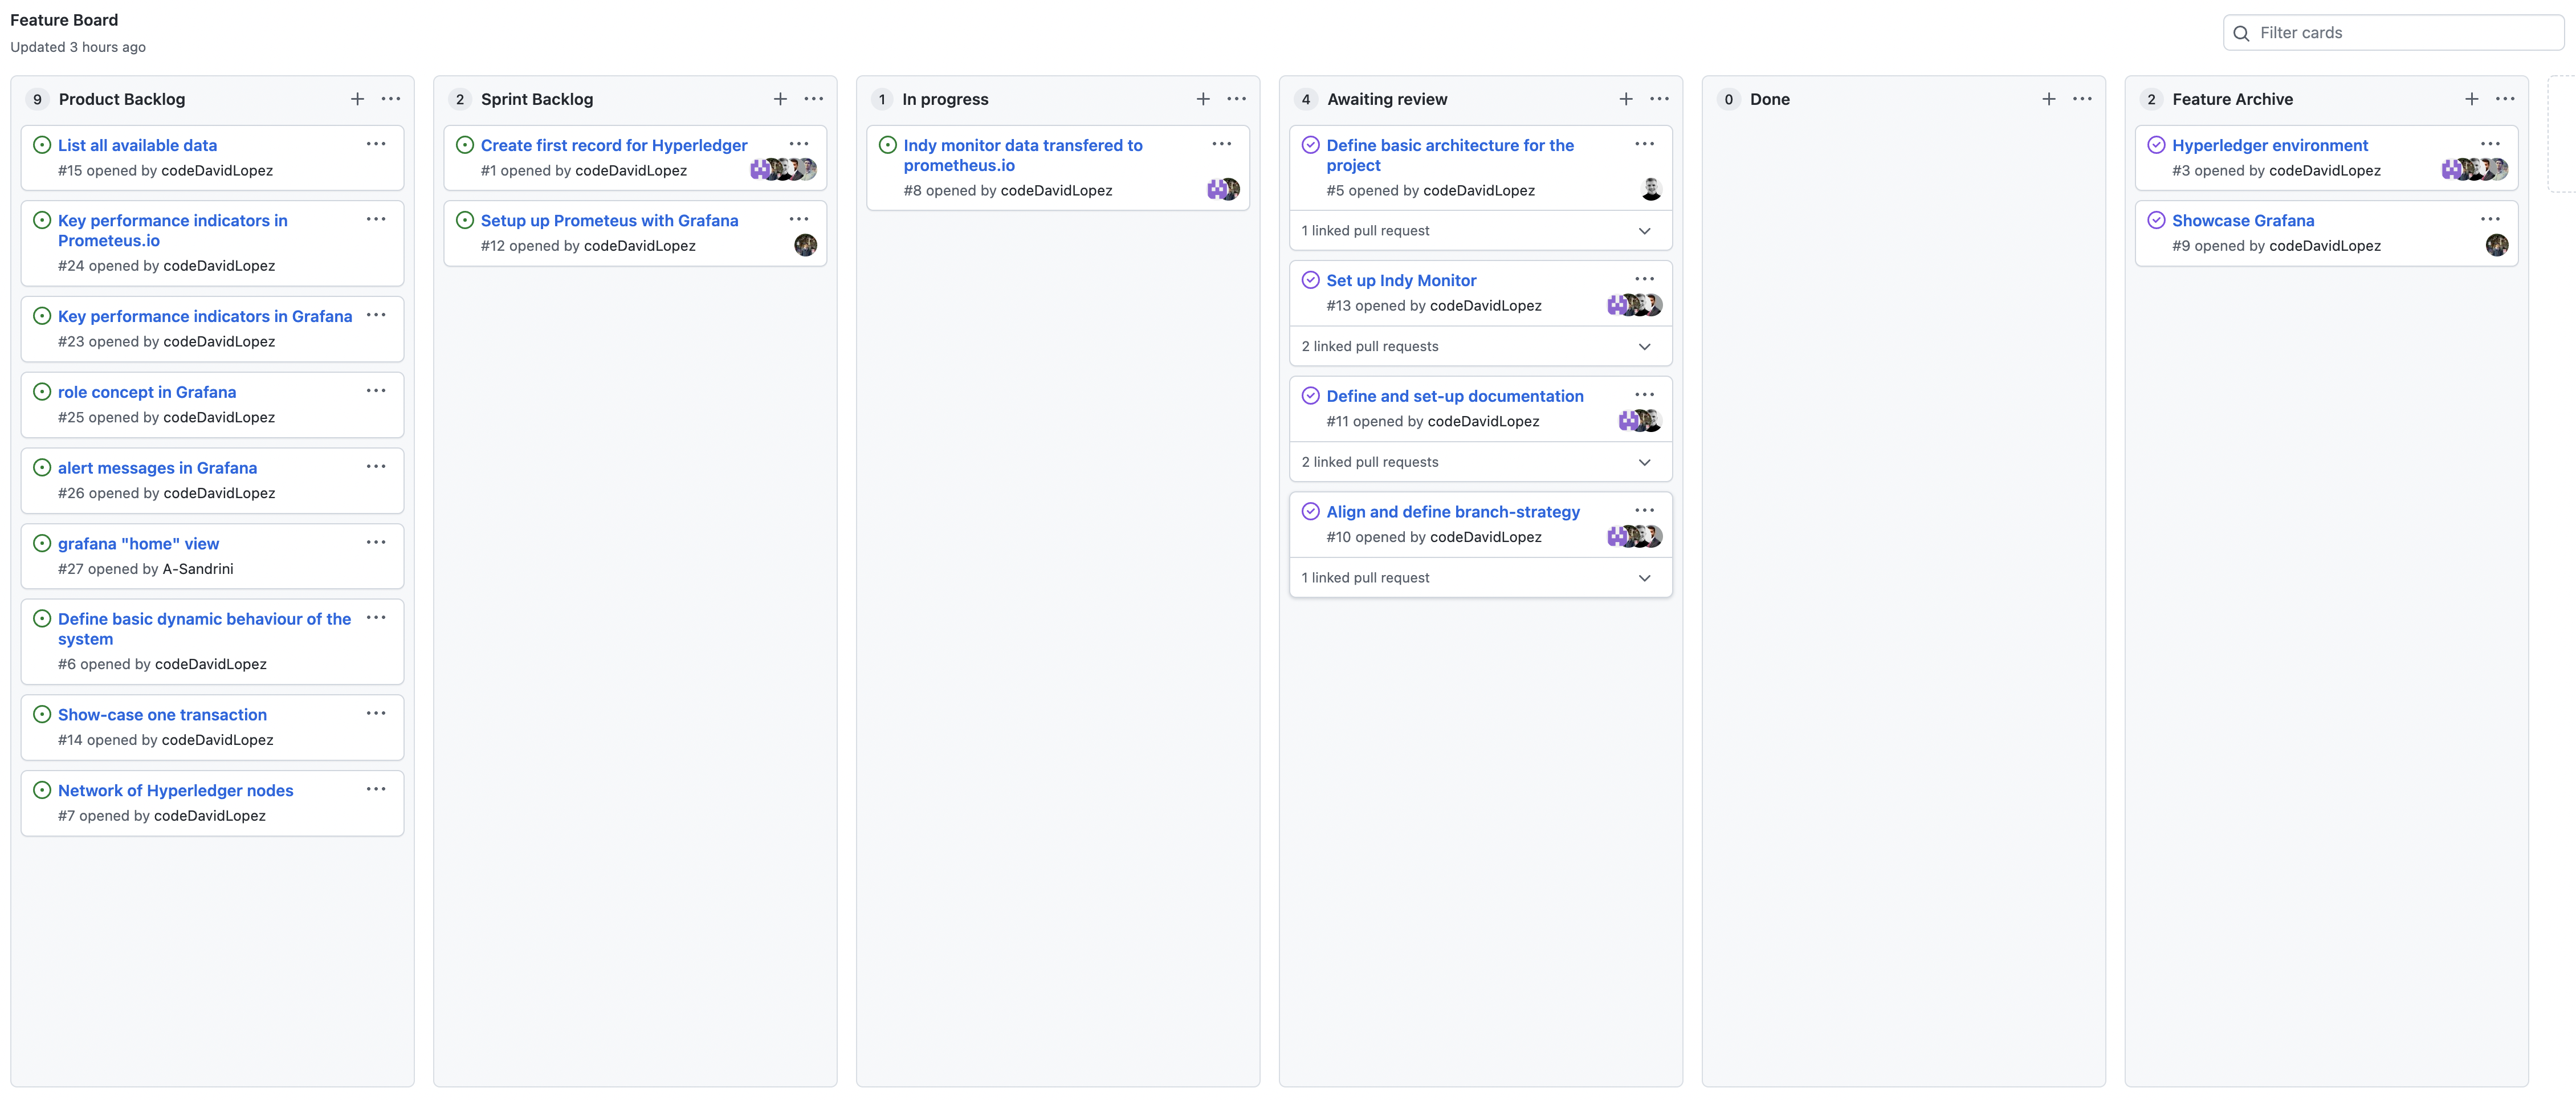 Feature Board
Updated 3 hours ago
Filter cards
9 Product Backlog
List all available data
#15 opened by codeDavidLopez
Key performance indicators in
Prometeus.io
#24 opened by codeDavidLopez
Key performance indicators in Grafana
#23 opened by codeDavidLopez
role concept in Grafana
#25 opened by codeDavidLopez
alert messages in Grafana
#26 opened by codeDavidLopez
grafana "home" view
#27 opened by A-Sandrini
Define basic dynamic behaviour of the
system
#6 opened by codeDavidLopez
Show-case one transaction
#14 opened by codeDavidLopez
Network of Hyperledger nodes
#7 opened by codeDavidLopez
2 Sprint Backlog
Create first record for Hyperledger
#1 opened by codeDavidLopez
Setup up Prometeus with Grafana
#12 opened by codeDavidLopez
1 In progress
Indy monitor data transfered to
prometheus.io
#8 opened by codeDavidLopez
4 Awaiting review
Define basic architecture for the
project
#5 opened by codeDavidLopez
1 linked pull request
Set up Indy Monitor
#13 opened by codeDavidLopez
2 linked pull requests
Define and set-up documentation
#11 opened by codeDavidLopez
2 linked pull requests
Align and define branch-strategy
#10 opened by codeDavidLopez
1 linked pull request
0 Done
2 Feature Archive
Hyperledger environment
#3 opened by codeDavidLopez
Showcase Grafana
#9 opened by codeDavidLopez